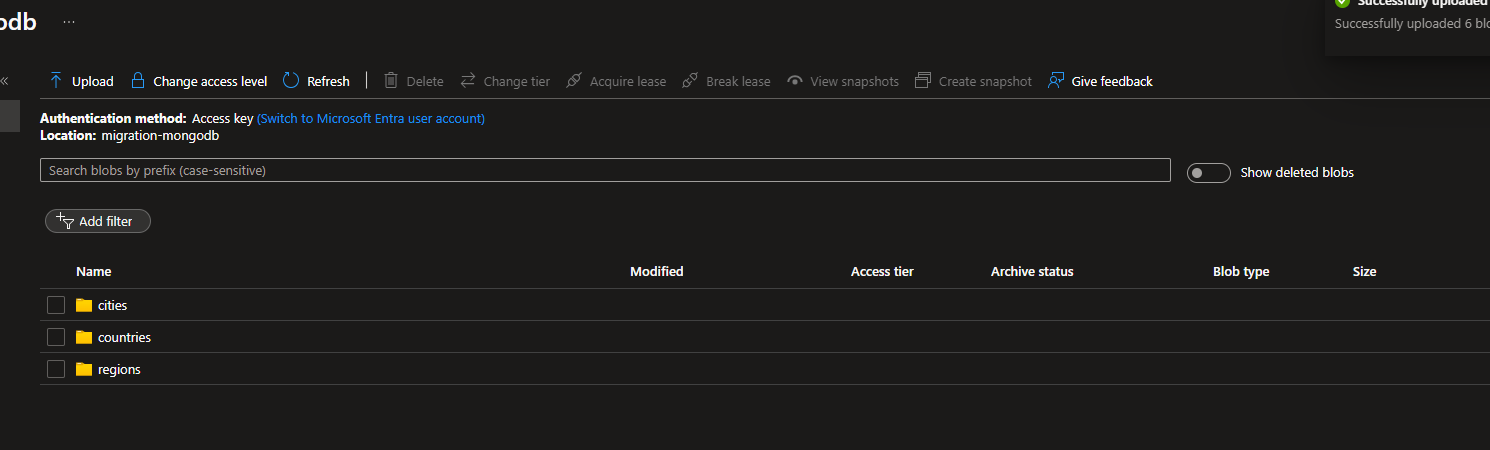 odb ...
Successfully uploaded
Successfully uploaded 6 blo
«
Upload Change access level Refresh Delete Change tier Acquire lease Break lease View snapshots Create snapshot Give feedback
Authentication method: Access key (Switch to Microsoft Entra user account)
Location: migration-mongodb
Search blobs by prefix (case-sensitive)
Show deleted blobs
Add filter
Name Modified Access tier Archive status Blob type Size
cities
countries
regions